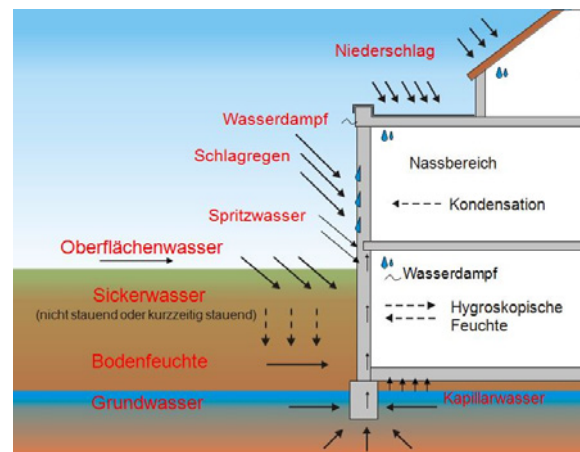 Niederschlag
Wasserdampf
Schlagregen
Nassbereich
Kondensation
Spritzwasser
Oberflächenwasser
Wasserdampf
Sickerwasser
(nicht stauend oder kurzzeitig stauend)
Hygroskopische
Feuchte
Bodenfeuchte
Grundwasser
Kapillarwasser